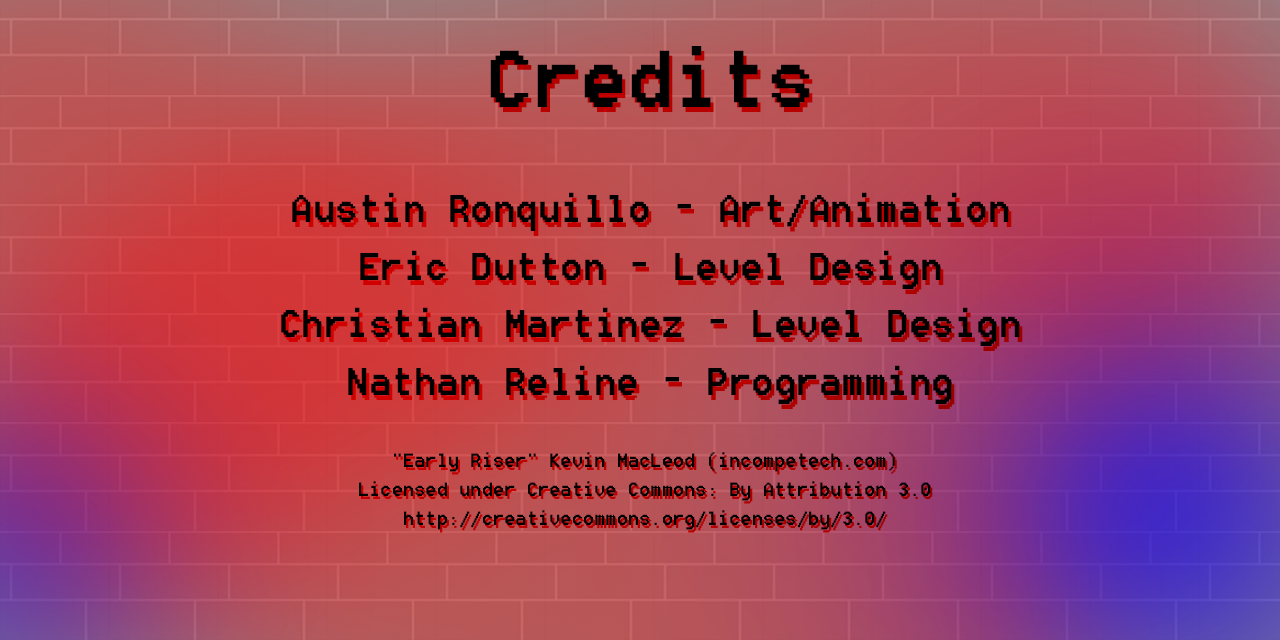 Credits
Austin Ronquillo - Art/Animation
Eric Dutton - Level Design
Christian Martinez - Level Design
Nathan Reline - Programming
"Early Riser" Kevin MacLeod (incompetech.com)
Licensed under Creative Commons: By Attribution 3.0
http://creativecommons.org/licenses/by/3.0/